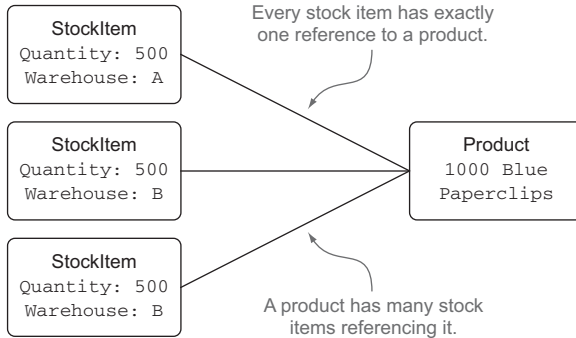 StockItem
Quantity: 500
Warehouse: A
Every stock item has exactly
one reference to a product.
StockItem
Quantity: 500
Warehouse: B
Product
1000 Blue
Paperclips
StockItem
Quantity: 500
Warehouse: B
A product has many stock
items referencing it.